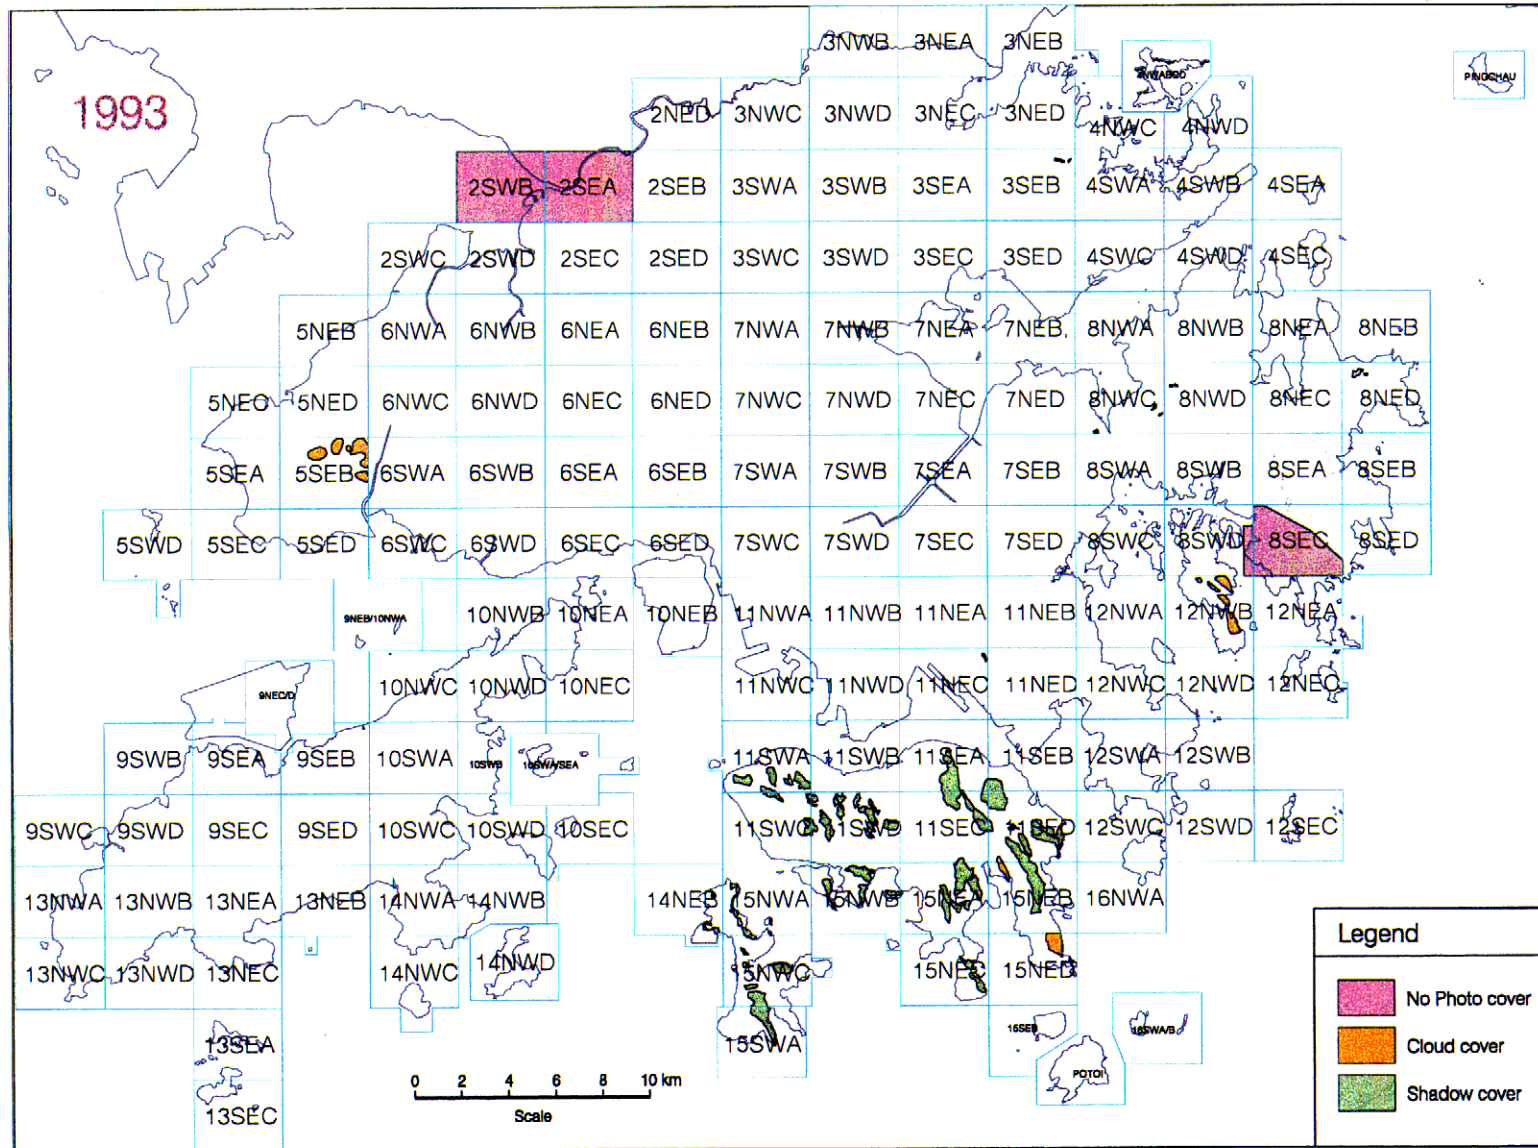 1993
3NWB 3NEA 3NEB
4NWABCD PINGCHAU
2NED 3NWC 3NWD 3NEC 3NED 4NWC 4NWD
2SWB 2SEA 2SEB 3SWA 3SWB 3SEA 3SEB 4SWA 4SWB 4SEA
2SWC 2SWD 2SEC 2SED 3SWC 3SWD 3SEC 3SED 4SWC 4SWD 4SEC
5NEB 6NWA 6NWB 6NEA 6NEB 7NWA 7NWB 7NEA 7NEB 8NWA 8NWB 8NEA 8NEB
5NEC 5NED 6NWC 6NWD 6NEC 6NED 7NWC 7NWD 7NEC 7NED 8NWC 8NWD 8NEC 8NED
5SEA 5SEB 6SWA 6SWB 6SEA 6SEB 7SWA 7SWB 7SEA 7SEB 8SWA 8SWB 8SEA 8SEB
5SWD 5SEC 5SED 6SWC 6SWD 6SEC 6SED 7SWC 7SWD 7SEC 7SED 8SWC 8SWD 8SEC 8SED
9NEB/10NWA 10NWB 10NEA 10NEB 11NWA 11NWB 11NEA 11NEB 12NWA 12NWB 12NEA
9NEC/D 10NWC 10NWD 10NEC 11NWC 11NWD 11NEC 11NED 12NWC 12NWD 12NEC
9SWB 9SEA 9SEB 10SWA 10SWB 11SWA 11SWB 11SEA 11SEB 12SWA 12SWB
9SWC 9SWD 9SEC 9SED 10SWC 10SWD 10SEC 11SWC 11SWD 11SEC 11SED 12SWC 12SWD 12SEC
13NWA 13NWB 13NEA 13NEB 14NWA 14NWB 14NEB 15NWA 15NWB 15NEA 15NEB 16NWA
13NWC 13NWD 13NEC 14NWC 14NWD 15NWC 15NEC 15NED
13SEA 15SWA 15SEB 16SWA/B
POTOI
13SEC
0 2 4 6 8 10 km
Scale
Legend
No Photo cover
Cloud cover
Shadow cover